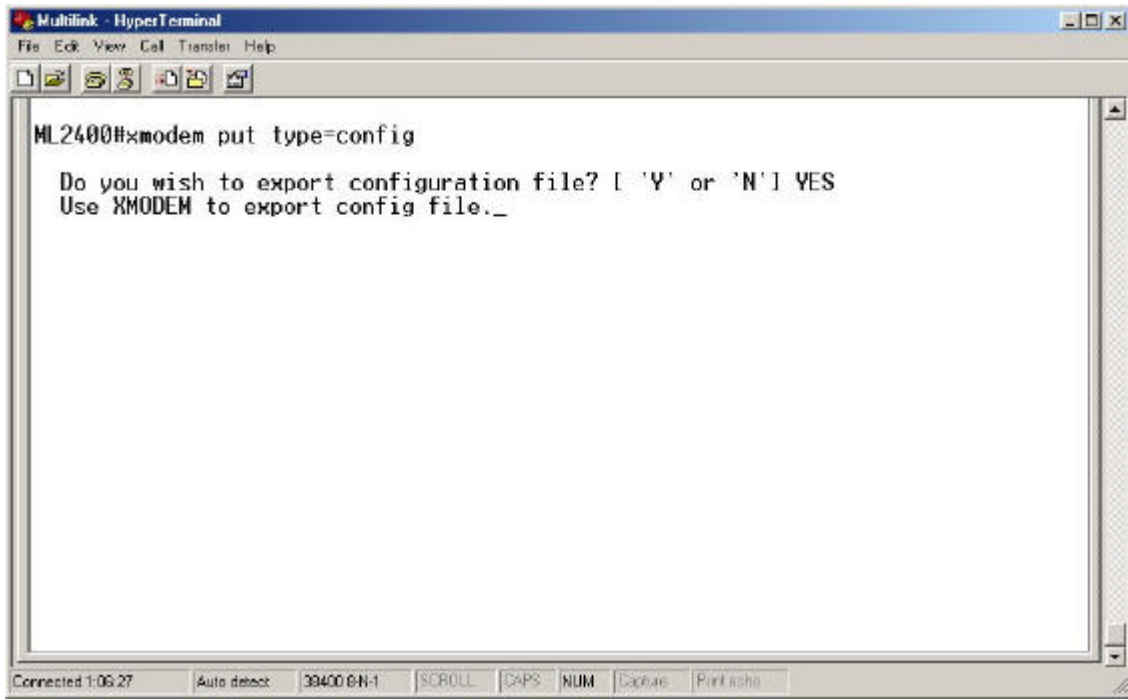 Multilink - HyperTerminal
File Edit View Call Transfer Help
ML2400#xmodem put type=config
Do you wish to export configuration file? [ 'Y' or 'N'] YES
Use XMODEM to export config file._
Connected 1:06:27 Auto detect 38400 8-N-1 SCROLL CAPS NUM Capture Print echo